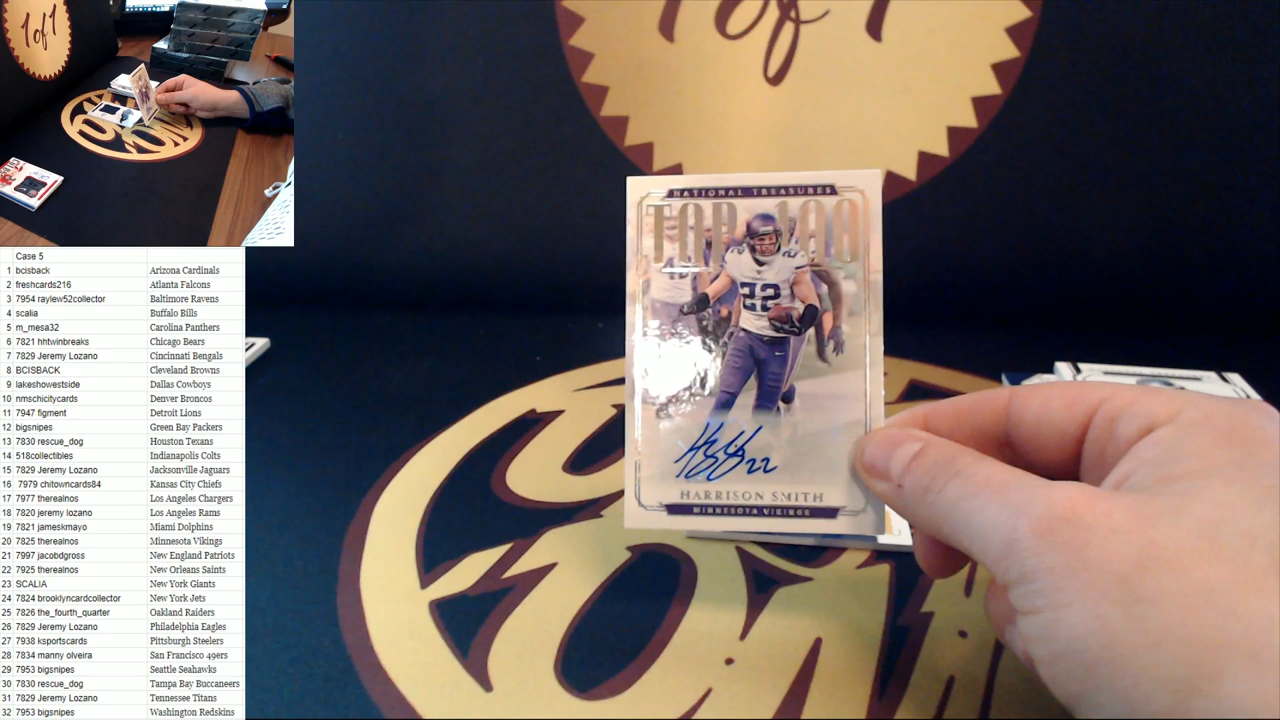 1of1
Case 5
1 bcisback Arizona Cardinals
2 freshcards216 Atlanta Falcons
3 7954 raylew52collector Baltimore Ravens
4 scalia Buffalo Bills
5 m_mesa32 Carolina Panthers
6 7821 hhtwinbreaks Chicago Bears
7 7829 Jeremy Lozano Cincinnati Bengals
8 BCISBACK Cleveland Browns
9 lakeshowestside Dallas Cowboys
10 nmschicitycards Denver Broncos
11 7947 figment Detroit Lions
12 bigsnipes Green Bay Packers
13 7830 rescue_dog Houston Texans
14 518collectibles Indianapolis Colts
15 7829 Jeremy Lozano Jacksonville Jaguars
16 7979 chitowncards84 Kansas City Chiefs
17 7977 therealnos Los Angeles Chargers
18 7820 jeremy lozano Los Angeles Rams
19 7821 jameskmayo Miami Dolphins
20 7825 therealnos Minnesota Vikings
21 7997 jacobdgross New England Patriots
22 7925 therealnos New Orleans Saints
23 SCALIA New York Giants
24 7824 brooklyncardcollector New York Jets
25 7826 the_fourth_quarter Oakland Raiders
26 7829 Jeremy Lozano Philadelphia Eagles
27 7938 ksportscards Pittsburgh Steelers
28 7834 manny olveira San Francisco 49ers
29 7953 bigsnipes Seattle Seahawks
30 7830 rescue_dog Tampa Bay Buccaneers
31 7829 Jeremy Lozano Tennessee Titans
32 7953 bigsnipes Washington Redskins
1of1
NATIONAL TREASURES
TOP 100
22
22
HARRISON SMITH
MINNESOTA VIKINGS